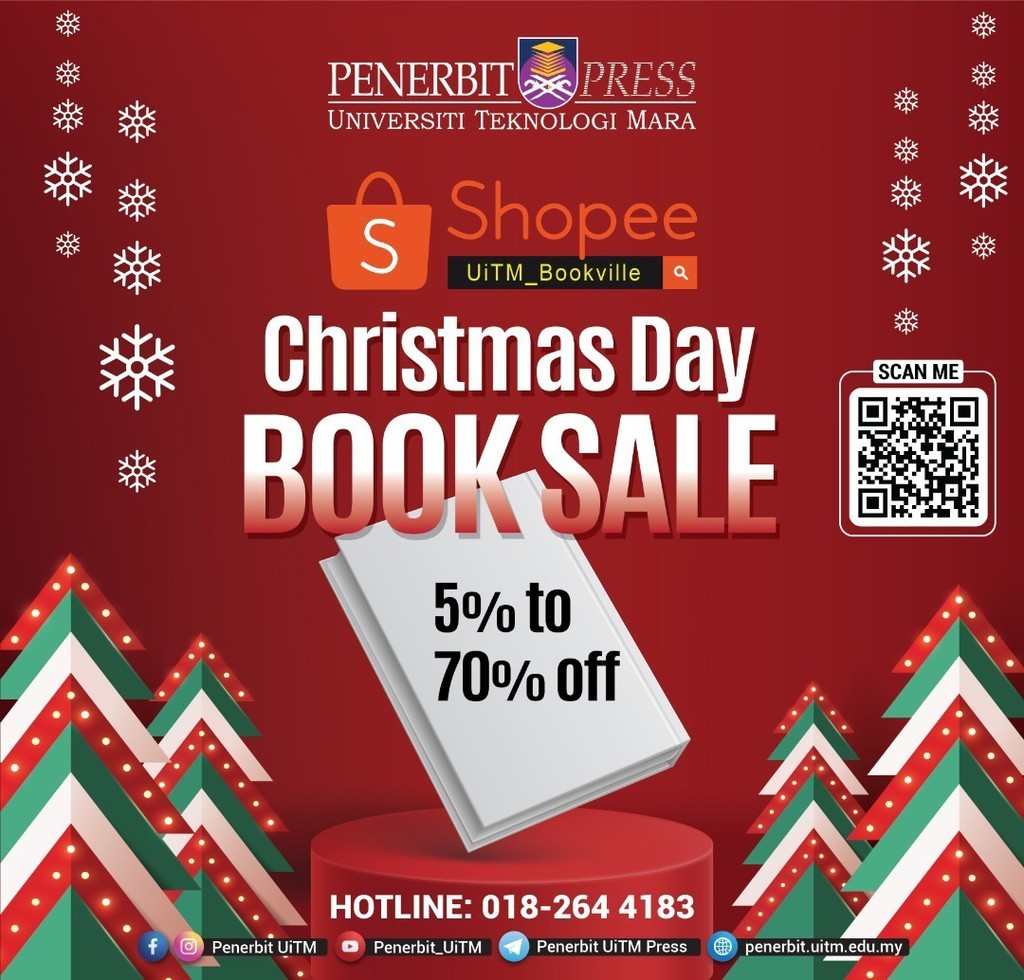 PENERBIT PRESS
UNIVERSITI TEKNOLOGI MARA
S
Shopee
UiTM_Bookville
Christmas Day
BOOK SALE
SCAN ME
5% to
70% off
HOTLINE: 018-264 4183
Penerbit UiTM Penerbit_UiTM Penerbit UiTM Press penerbit.uitm.edu.my